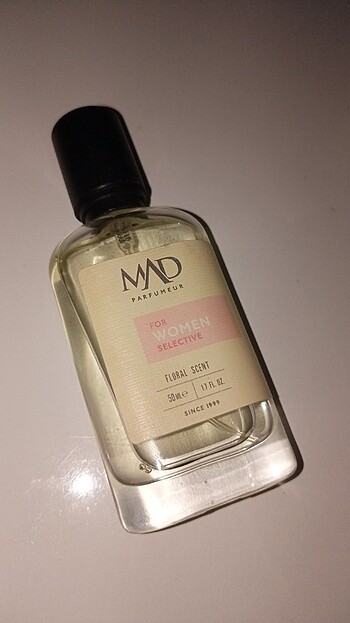 MAD
PARFUMEUR
FOR
WOMEN
SELECTIVE
FLORAL SCENT
50ML℮ 1.7 FL. OZ.
SINCE 1999